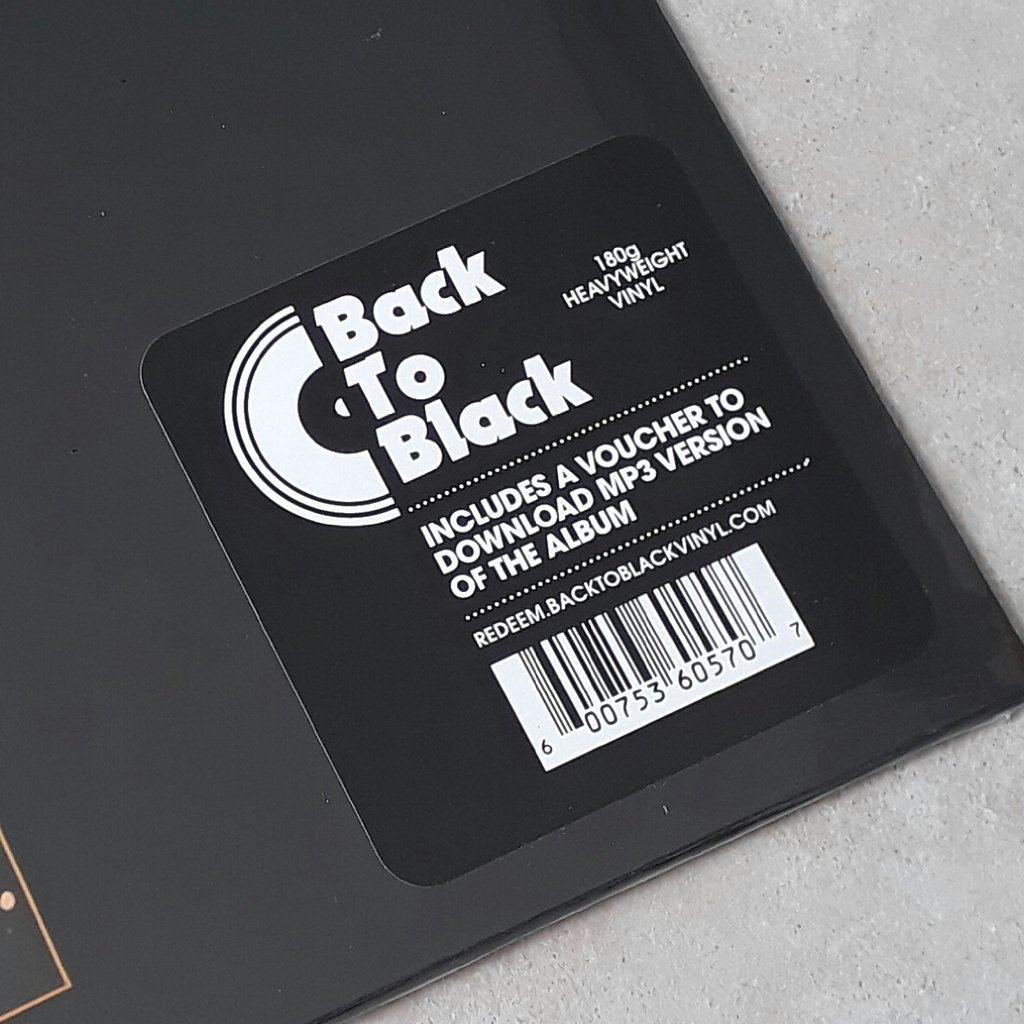 Back
To
Black
180g
HEAVYWEIGHT
VINYL
INCLUDES A VOUCHER TO
DOWNLOAD MP3 VERSION
OF THE ALBUM
REDEEM.BACKTOBLACKVINYL.COM
6 00753 60570 7